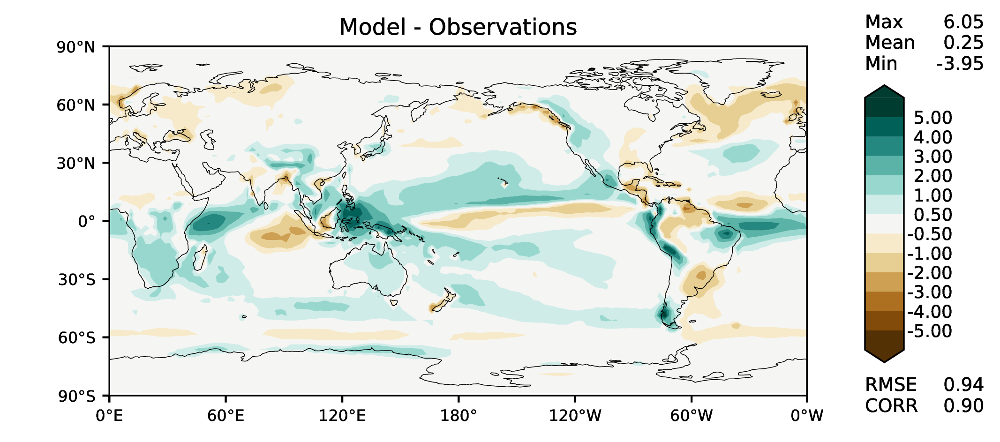 Model - Observations
Max 6.05
Mean 0.25
Min -3.95
90°N
60°N
30°N
0°
30°S
60°S
90°S
0°E 60°E 120°E 180° 120°W 60°W 0°W
5.00
4.00
3.00
2.00
1.00
0.50
-0.50
-1.00
-2.00
-3.00
-4.00
-5.00
RMSE 0.94
CORR 0.90